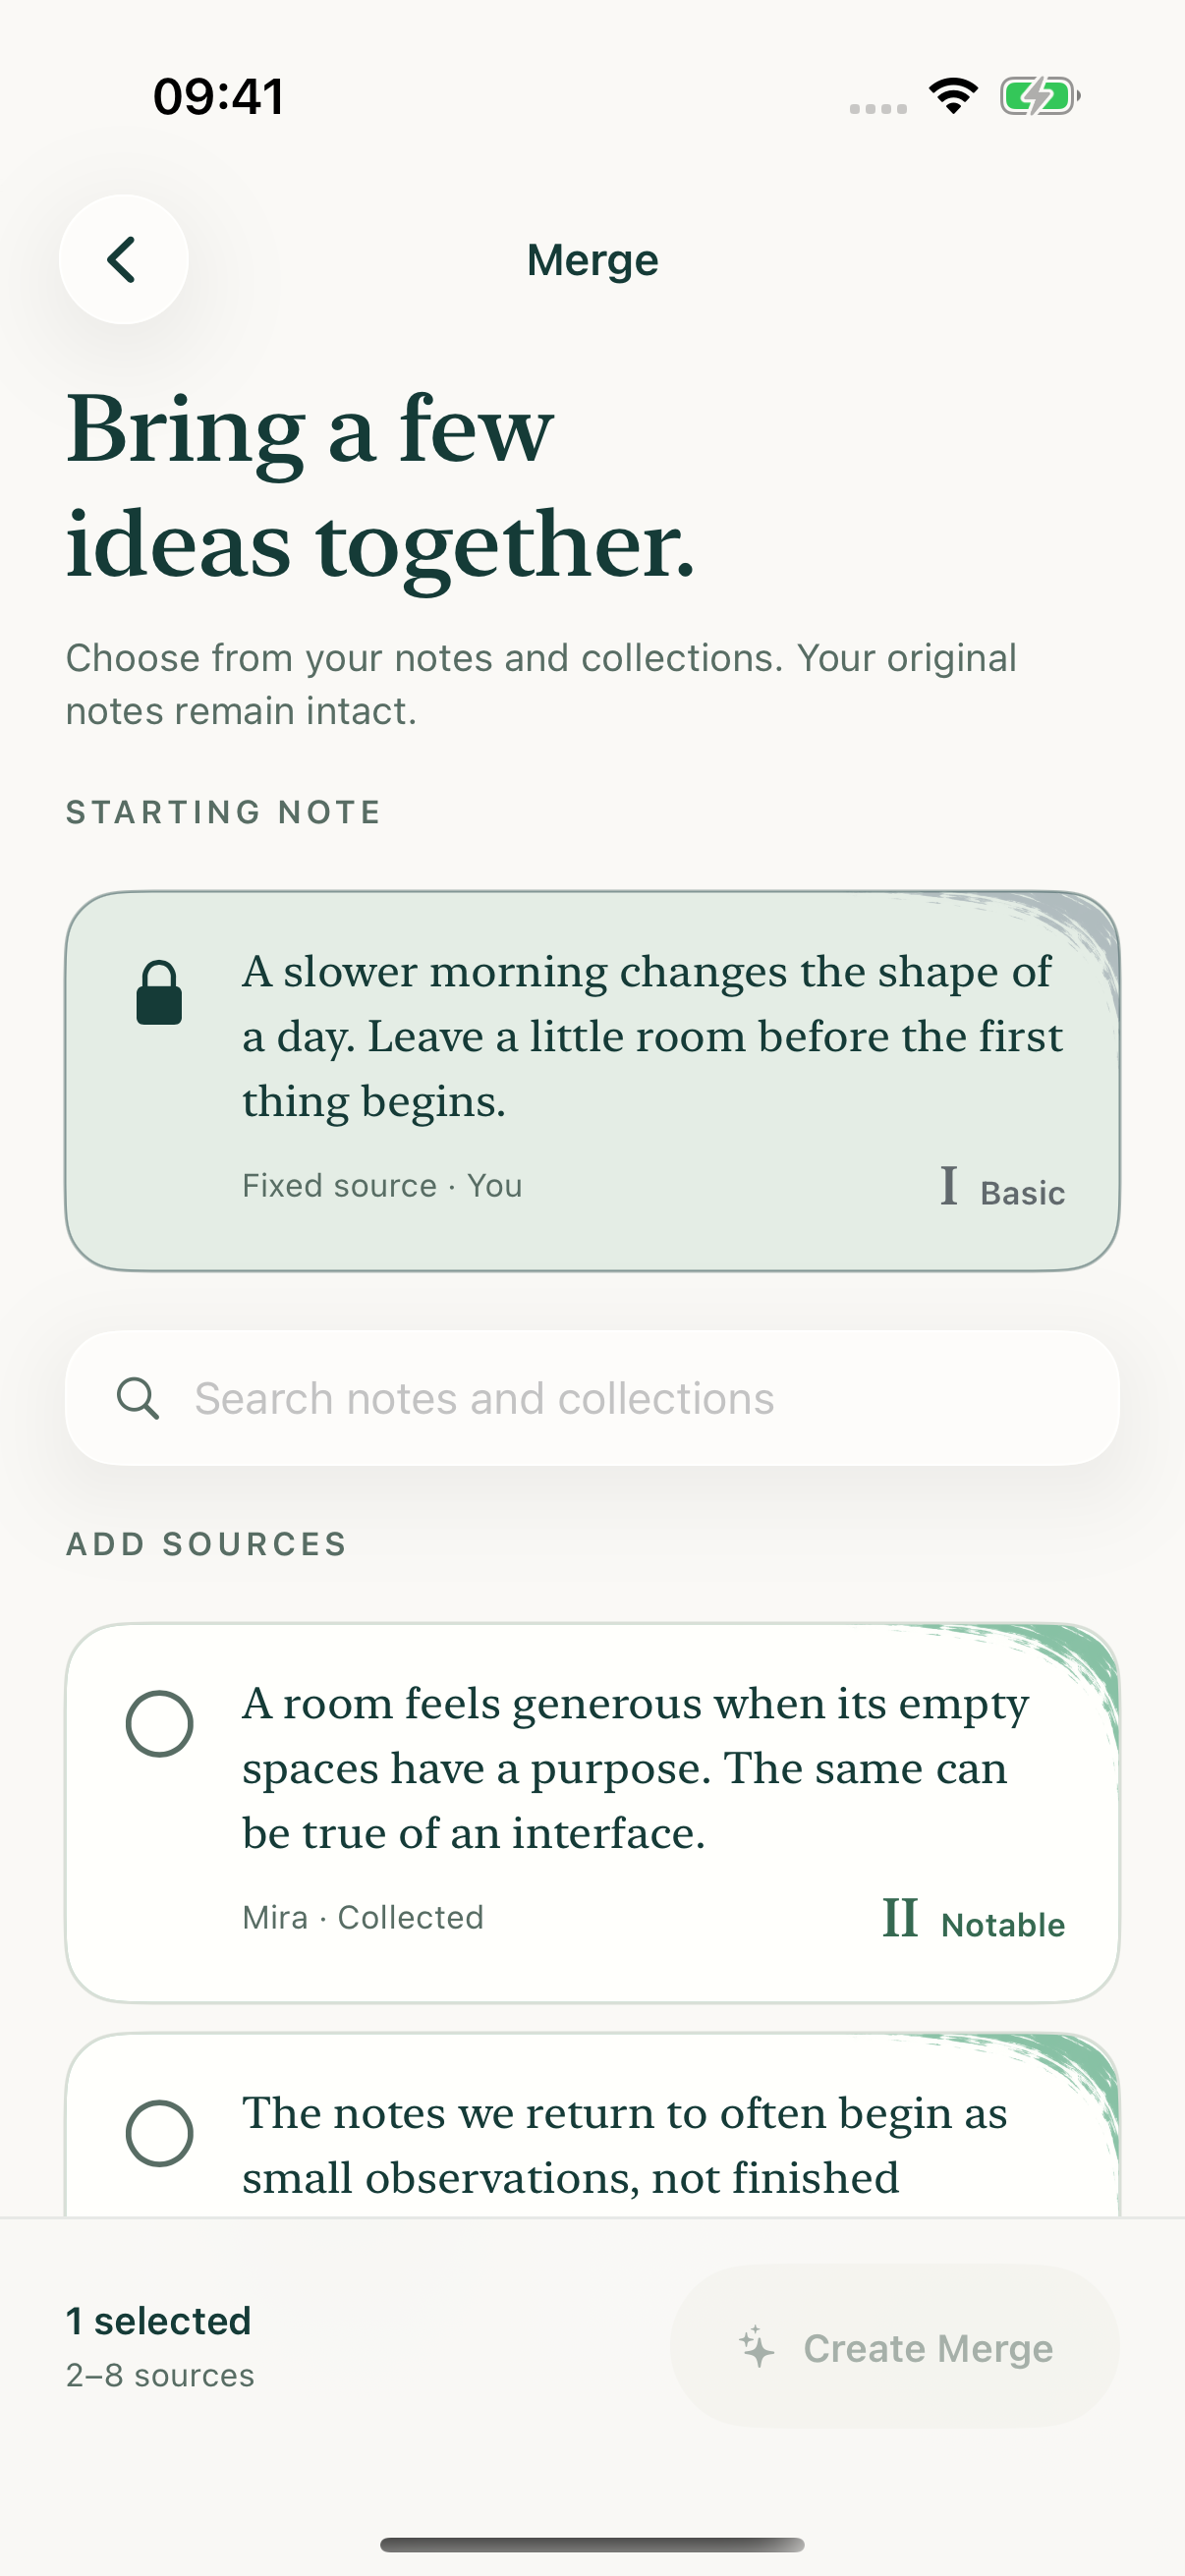 09:41
Merge
Bring a few
ideas together.
Choose from your notes and collections. Your original
notes remain intact.
STARTING NOTE
A slower morning changes the shape of
a day. Leave a little room before the first
thing begins.
Fixed source · You
I Basic
Search notes and collections
ADD SOURCES
A room feels generous when its empty
spaces have a purpose. The same can
be true of an interface.
Mira · Collected
II Notable
The notes we return to often begin as
small observations, not finished
1 selected
2–8 sources
Create Merge